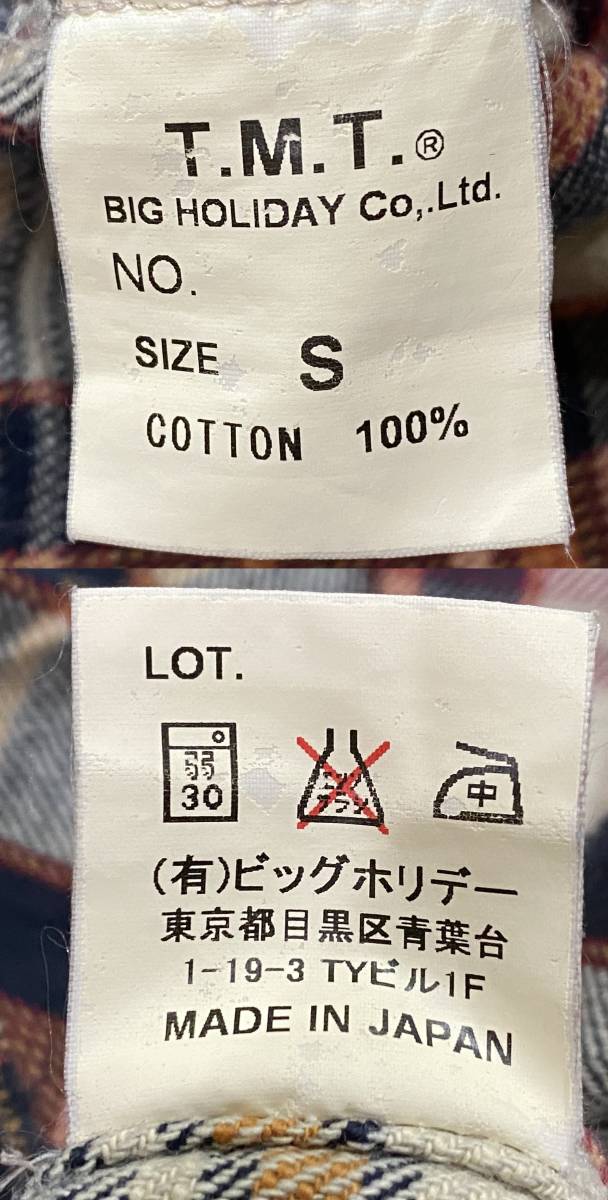 T.M.T.®
BIG HOLIDAY Co,.Ltd.
NO.
SIZE S
COTTON 100%
LOT.
弱 中
30
(有)ビッグホリデー
東京都目黒区青葉台
1-19-3 TYビル1F
MADE IN JAPAN